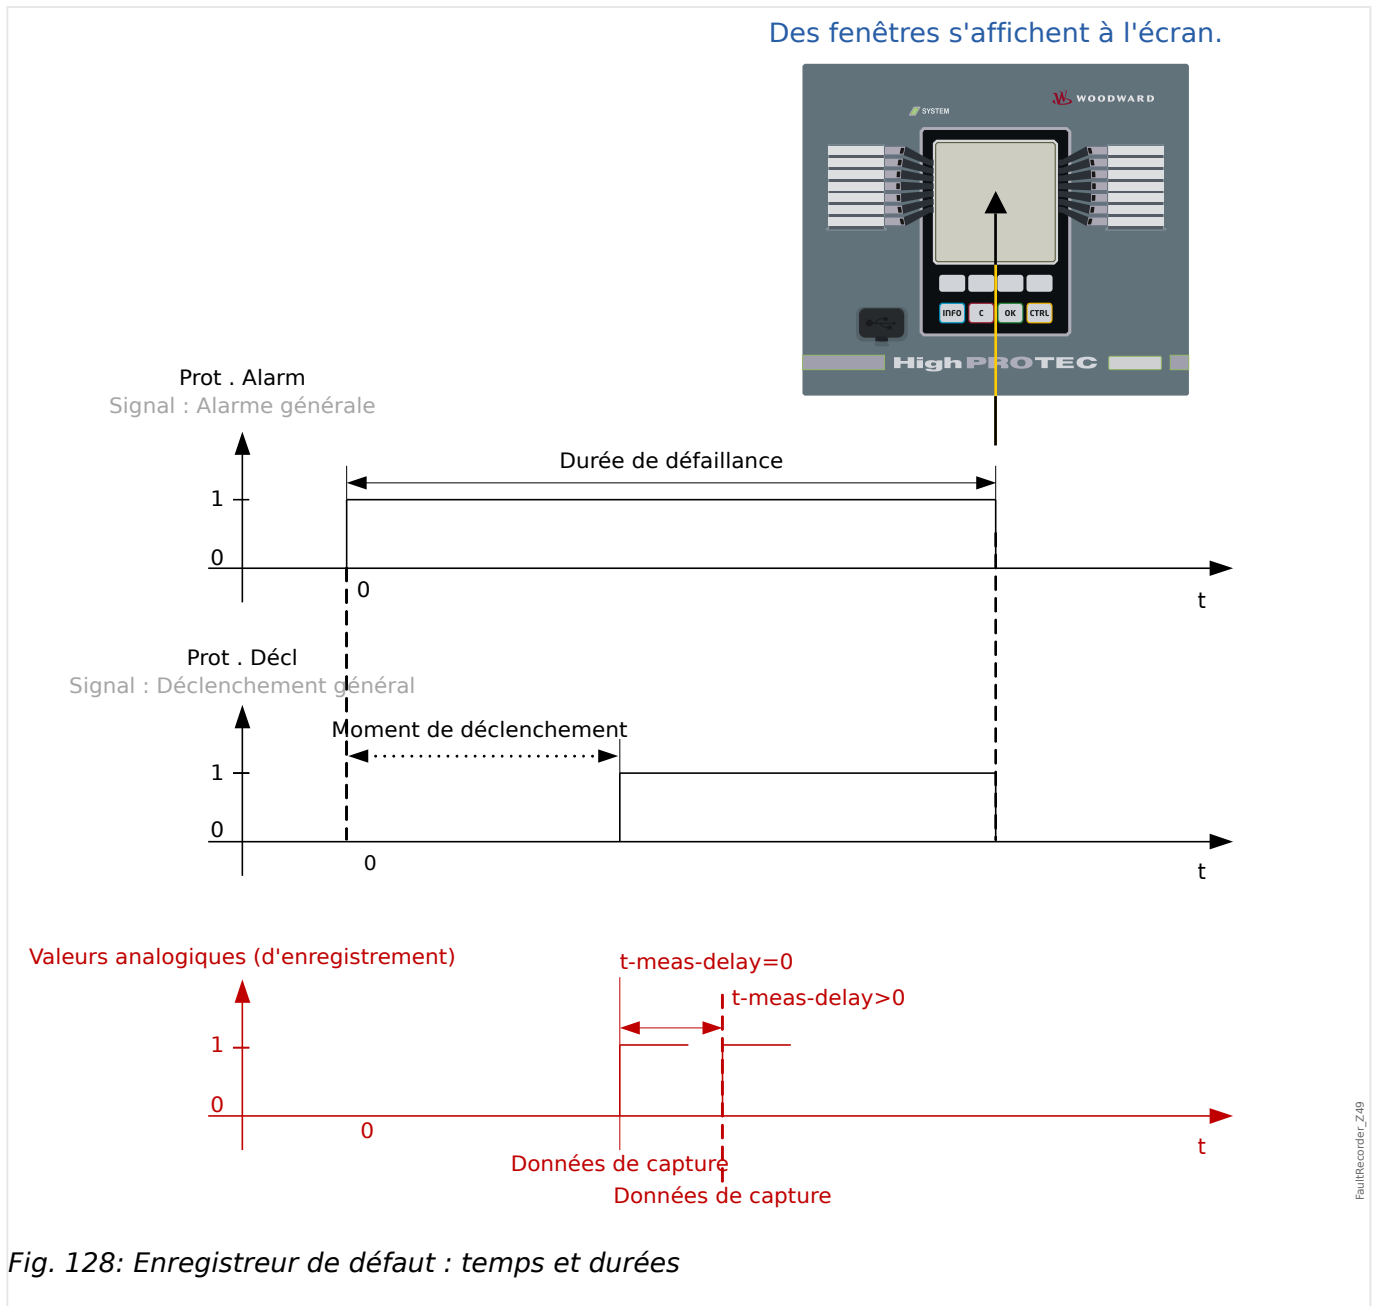 Des fenêtres s'affichent à l'écran.
WOODWARD
SYSTEM
INFO
C
OK
CTRL
HighPROTEC
Prot . Alarm
Signal : Alarme générale
Durée de défaillance
1
0
0
t
Prot . Décl
Signal : Déclenchement général
Moment de déclenchement
1
0
0
t
Valeurs analogiques (d'enregistrement)
t-meas-delay=0
t-meas-delay>0
1
0
0
t
Données de capture
Données de capture
FaultRecorder_Z49
Fig. 128: Enregistreur de défaut : temps et durées